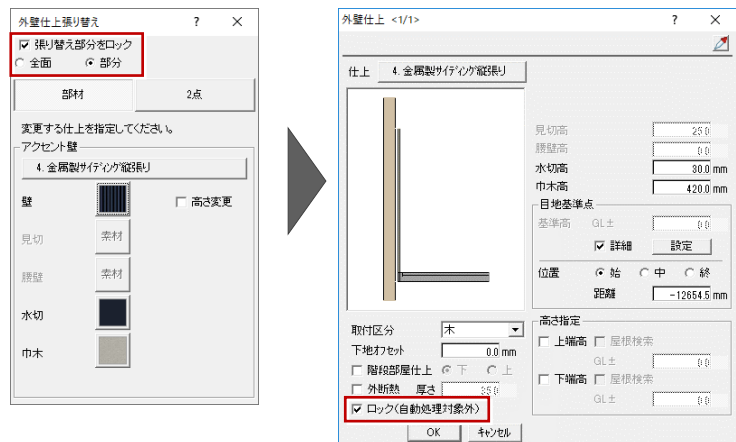 外壁仕上張り替え ? ×
張り替え部分をロック
全面 部分
部材 2点
変更する仕上を指定してください。
アクセント壁
4. 金属製サイディング縦張り
壁 高さ変更
見切 素材
腰壁 素材
水切
巾木
外壁仕上 <1/1> ? ×
仕上 4. 金属製サイディング縦張り
見切高 25.0
腰壁高 0.0
水切高 30.0 mm
巾木高 420.0 mm
目地基準点
基準高 GL± 0.0
詳細 設定
位置 始 中 終
距離 -12654.5 mm
取付区分 木
下地オフセット 0.0 mm
階段部屋仕上 下 上
外断熱 厚さ 35.0
ロック(自動処理対象外)
高さ指定
上端高 屋根検索
GL± 0.0
下端高 屋根検索
GL± 0.0
OK キャンセル